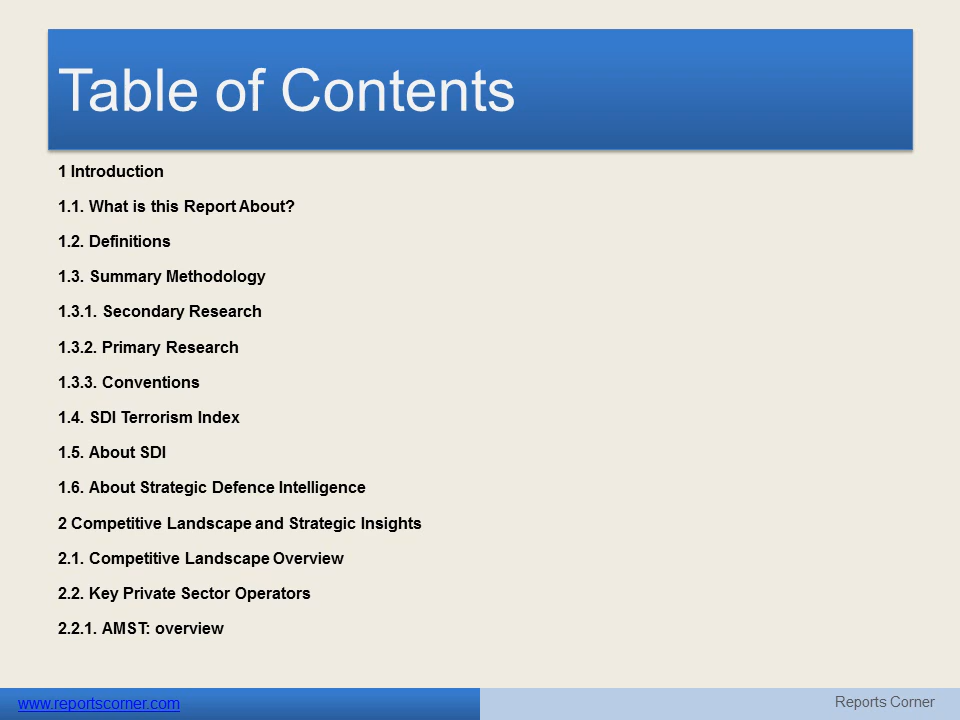 Table of Contents
1 Introduction
1.1. What is this Report About?
1.2. Definitions
1.3. Summary Methodology
1.3.1. Secondary Research
1.3.2. Primary Research
1.3.3. Conventions
1.4. SDI Terrorism Index
1.5. About SDI
1.6. About Strategic Defence Intelligence
2 Competitive Landscape and Strategic Insights
2.1. Competitive Landscape Overview
2.2. Key Private Sector Operators
2.2.1. AMST: overview
www.reportscorner.com
Reports Corner